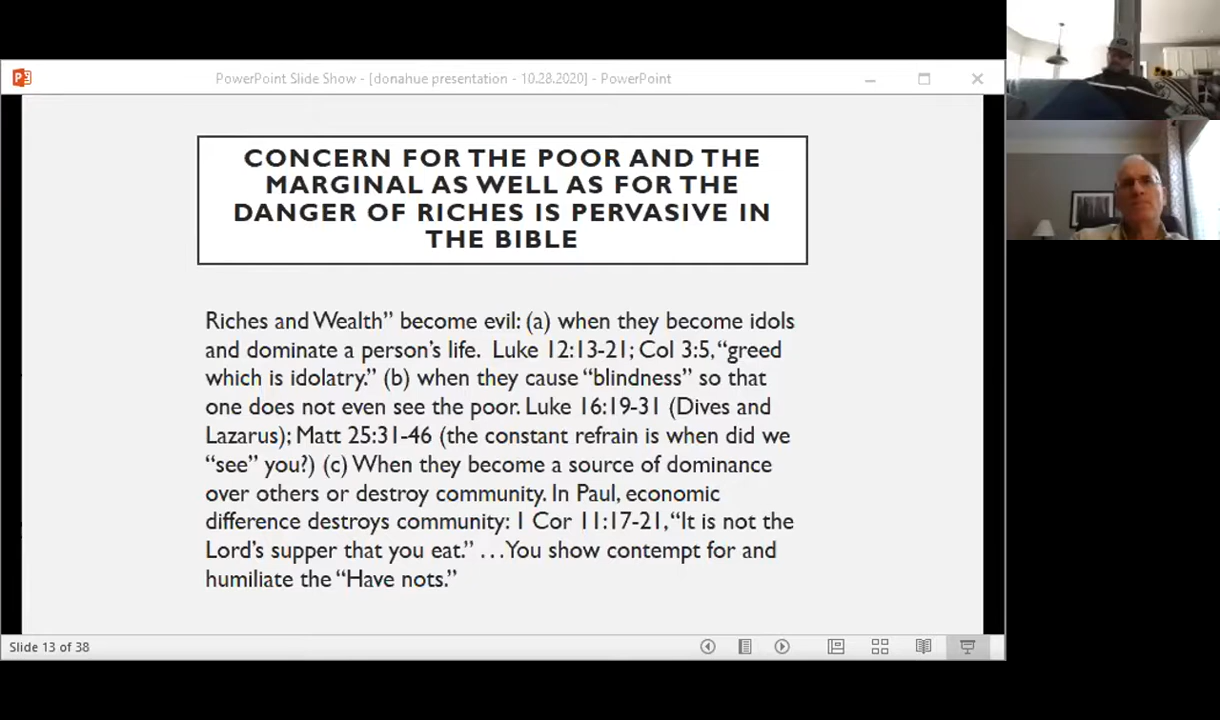 PowerPoint Slide Show - [donahue presentation - 10.28.2020] - PowerPoint
CONCERN FOR THE POOR AND THE
MARGINAL AS WELL AS FOR THE
DANGER OF RICHES IS PERVASIVE IN
THE BIBLE
Riches and Wealth” become evil: (a) when they become idols
and dominate a person’s life.  Luke 12:13-21; Col 3:5, “greed
which is idolatry.” (b) when they cause “blindness” so that
one does not even see the poor. Luke 16:19-31 (Dives and
Lazarus); Matt 25:31-46 (the constant refrain is when did we
“see” you?) (c) When they become a source of dominance
over others or destroy community. In Paul, economic
difference destroys community: 1 Cor 11:17-21, “It is not the
Lord’s supper that you eat.” …You show contempt for and
humiliate the “Have nots.”
Slide 13 of 38